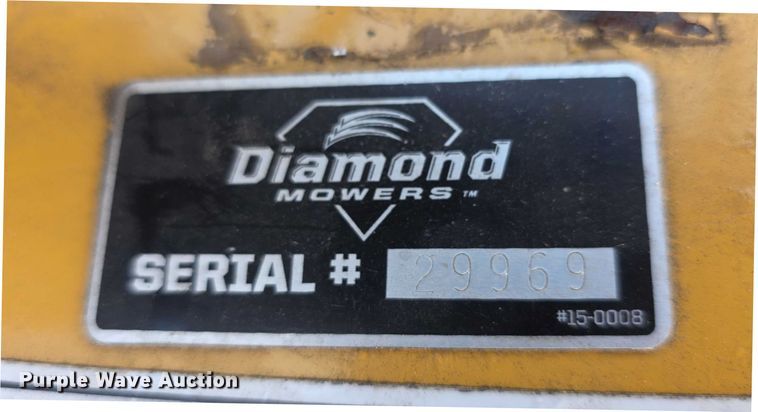 Diamond
MOWERS™
SERIAL # 29969
#15-0008
Purple Wave Auction